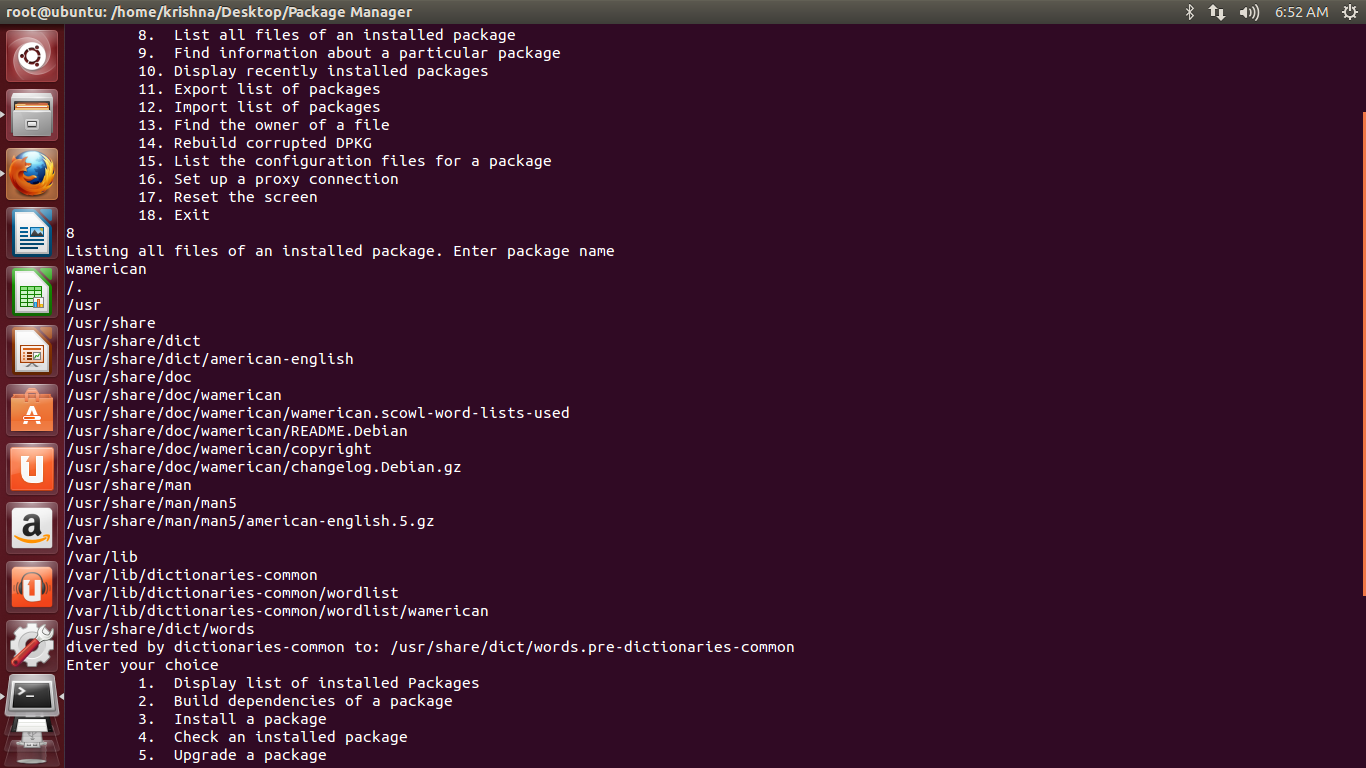 root@ubuntu: /home/krishna/Desktop/Package Manager
6:52 AM
8. List all files of an installed package
9. Find information about a particular package
10. Display recently installed packages
11. Export list of packages
12. Import list of packages
13. Find the owner of a file
14. Rebuild corrupted DPKG
15. List the configuration files for a package
16. Set up a proxy connection
17. Reset the screen
18. Exit
8
Listing all files of an installed package. Enter package name
wamerican
/.
/usr
/usr/share
/usr/share/dict
/usr/share/dict/american-english
/usr/share/doc
/usr/share/doc/wamerican
/usr/share/doc/wamerican/wamerican.scowl-word-lists-used
/usr/share/doc/wamerican/README.Debian
/usr/share/doc/wamerican/copyright
/usr/share/doc/wamerican/changelog.Debian.gz
/usr/share/man
/usr/share/man/man5
/usr/share/man/man5/american-english.5.gz
/var
/var/lib
/var/lib/dictionaries-common
/var/lib/dictionaries-common/wordlist
/var/lib/dictionaries-common/wordlist/wamerican
/usr/share/dict/words
diverted by dictionaries-common to: /usr/share/dict/words.pre-dictionaries-common
Enter your choice
1. Display list of installed Packages
2. Build dependencies of a package
3. Install a package
4. Check an installed package
5. Upgrade a package